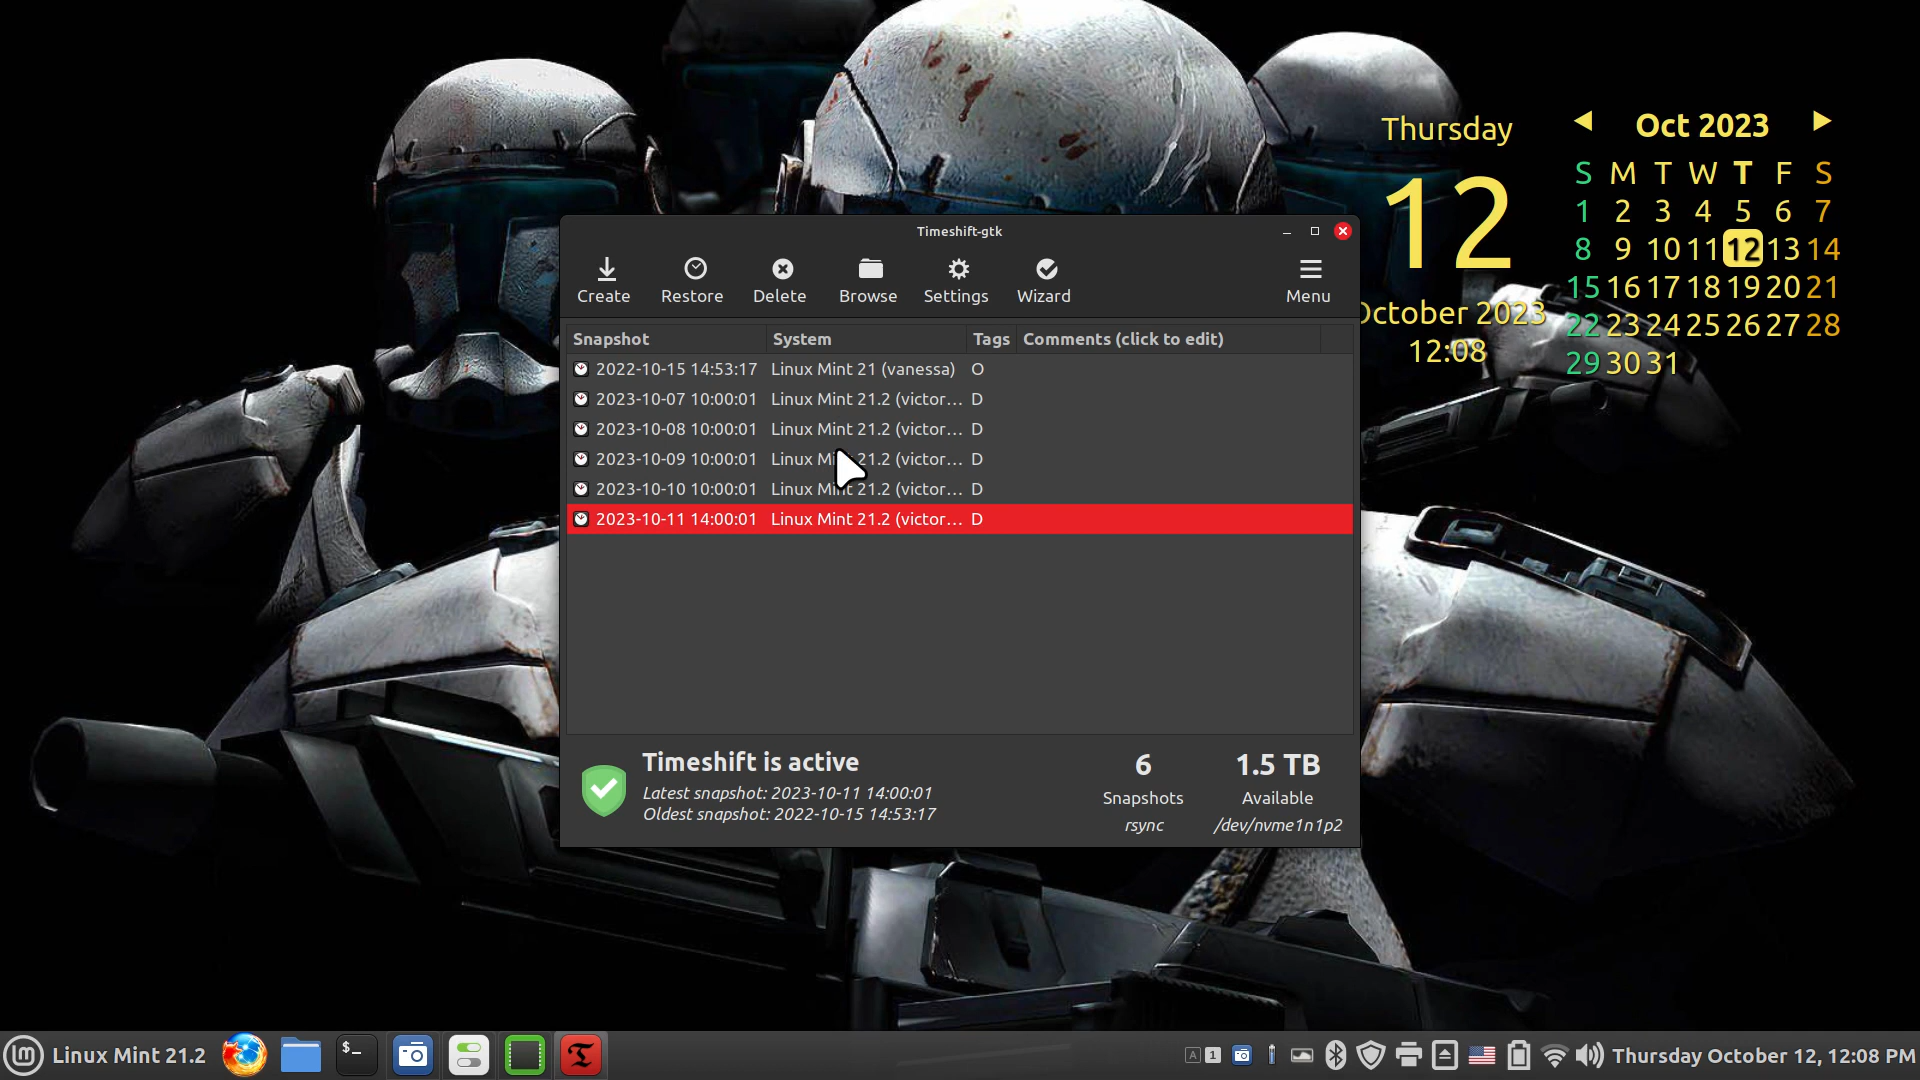 Timeshift-gtk
Create Restore Delete Browse Settings Wizard Menu
Snapshot System Tags Comments (click to edit)
2022-10-15 14:53:17 Linux Mint 21 (vanessa) O
2023-10-07 10:00:01 Linux Mint 21.2 (victor… D
2023-10-08 10:00:01 Linux Mint 21.2 (victor… D
2023-10-09 10:00:01 Linux Mint 21.2 (victor… D
2023-10-10 10:00:01 Linux Mint 21.2 (victor… D
2023-10-11 14:00:01 Linux Mint 21.2 (victor… D
Timeshift is active
Latest snapshot: 2023-10-11 14:00:01
Oldest snapshot: 2022-10-15 14:53:17
6
Snapshots
rsync
1.5 TB
Available
/dev/nvme1n1p2
Thursday
12
October 2023
12:08
Oct 2023
S M T W T F S
1 2 3 4 5 6 7
8 9 10 11 12 13 14
15 16 17 18 19 20 21
22 23 24 25 26 27 28
29 30 31
Linux Mint 21.2
$_
A 1
Thursday October 12, 12:08 PM